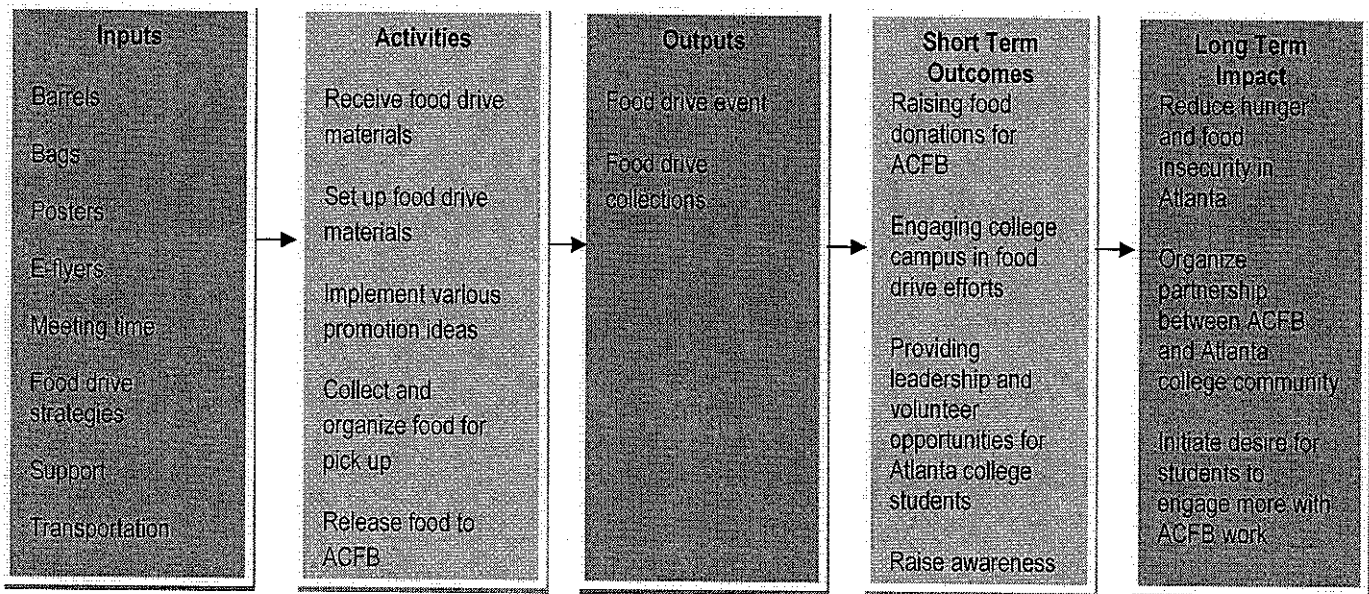 Inputs
Barrels
Bags
Posters
E-flyers
Meeting time
Food drive
strategies
Support
Transportation
Activities
Receive food drive
materials
Set up food drive
materials
Implement various
promotion ideas
Collect and
organize food for
pick up
Release food to
ACFB
Outputs
Food drive event
Food drive
collections
Short Term
Outcomes
Raising food
donations for
ACFB
Engaging college
campus in food
drive efforts
Providing
leadership and
volunteer
opportunities for
Atlanta college
students
Raise awareness
Long Term
Impact
Reduce hunger
and food
insecurity in
Atlanta
Organize
partnership
between ACFB
and Atlanta
college community
Initiate desire for
students to
engage more with
ACFB work